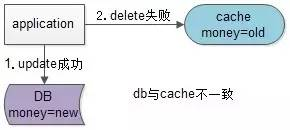 application
2. delete失败
cache
money=old
1. update成功
DB
money=new
db与cache不一致